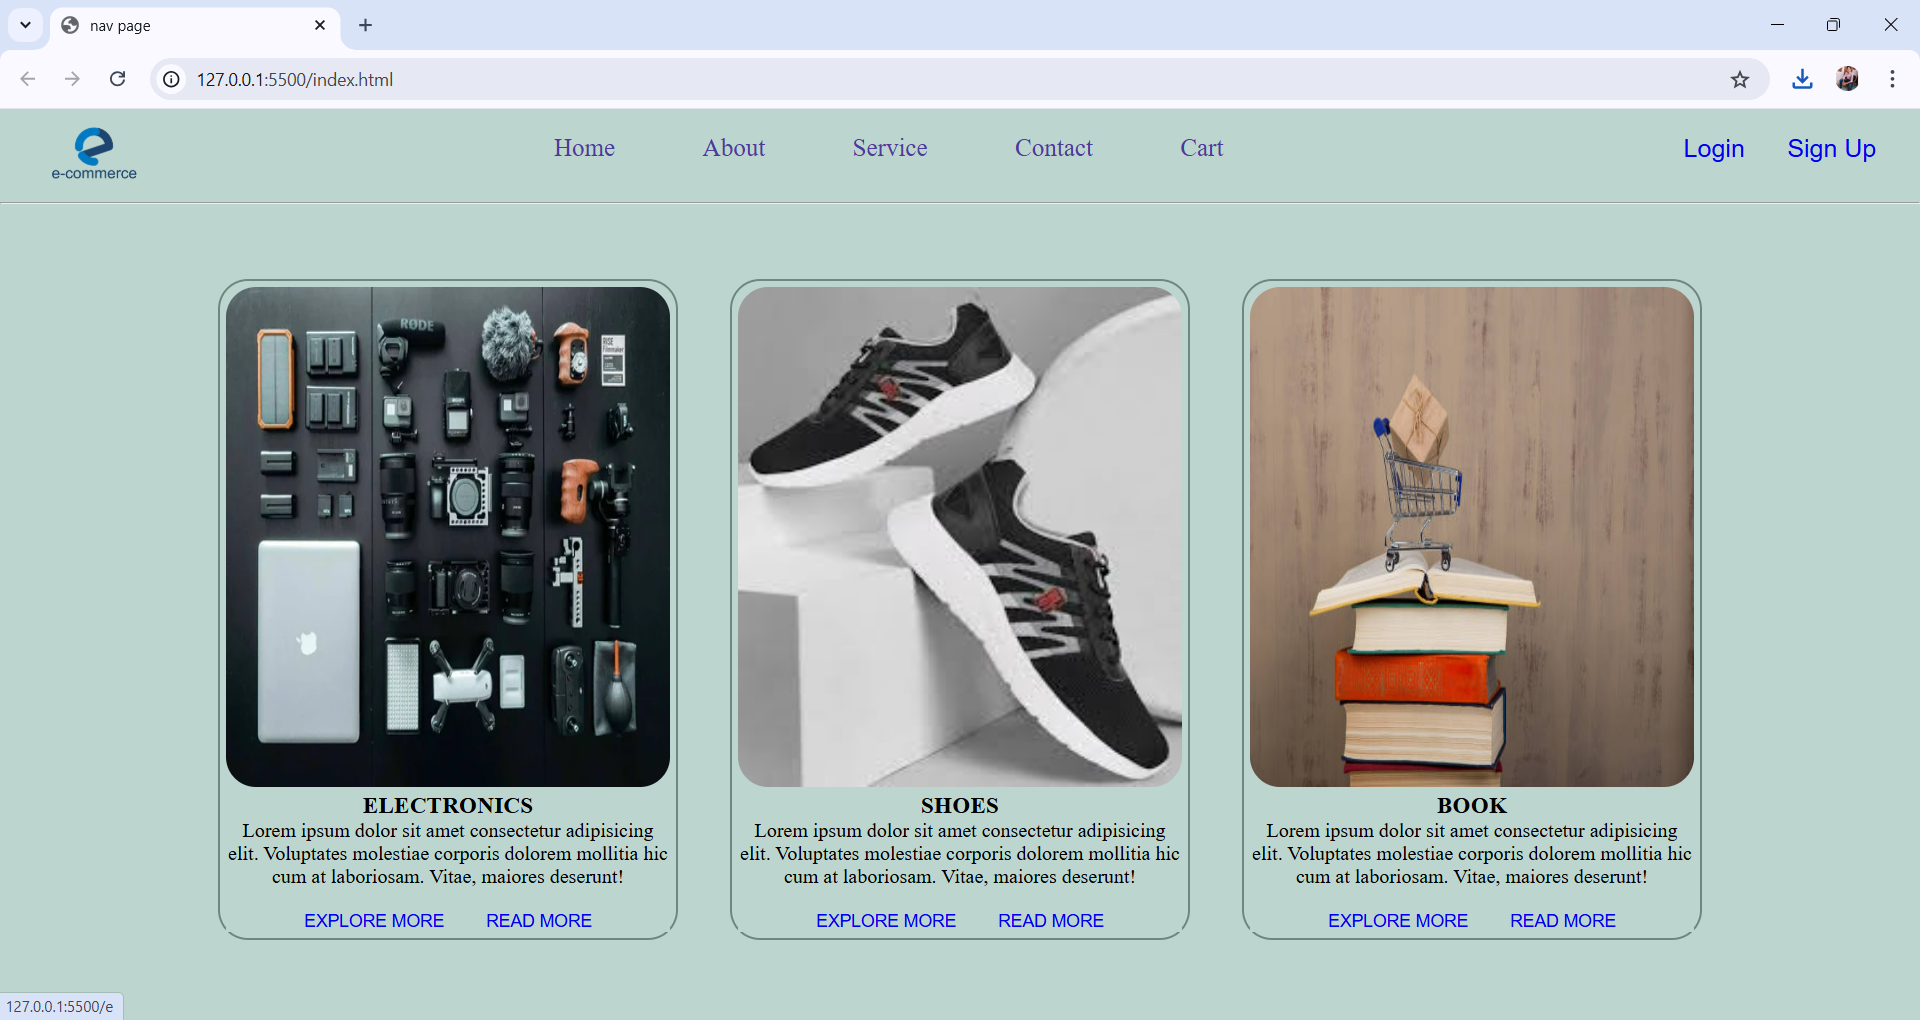 nav page
127.0.0.1:5500/index.html
e-commerce
Home About Service Contact Cart
Login Sign Up
RØDE
RISE
Filmmaker
ELECTRONICS
Lorem ipsum dolor sit amet consectetur adipisicing
elit. Voluptates molestiae corporis dolorem mollitia hic
cum at laboriosam. Vitae, maiores deserunt!
EXPLORE MORE READ MORE
SHOES
Lorem ipsum dolor sit amet consectetur adipisicing
elit. Voluptates molestiae corporis dolorem mollitia hic
cum at laboriosam. Vitae, maiores deserunt!
EXPLORE MORE READ MORE
BOOK
Lorem ipsum dolor sit amet consectetur adipisicing
elit. Voluptates molestiae corporis dolorem mollitia hic
cum at laboriosam. Vitae, maiores deserunt!
EXPLORE MORE READ MORE
127.0.0.1:5500/e